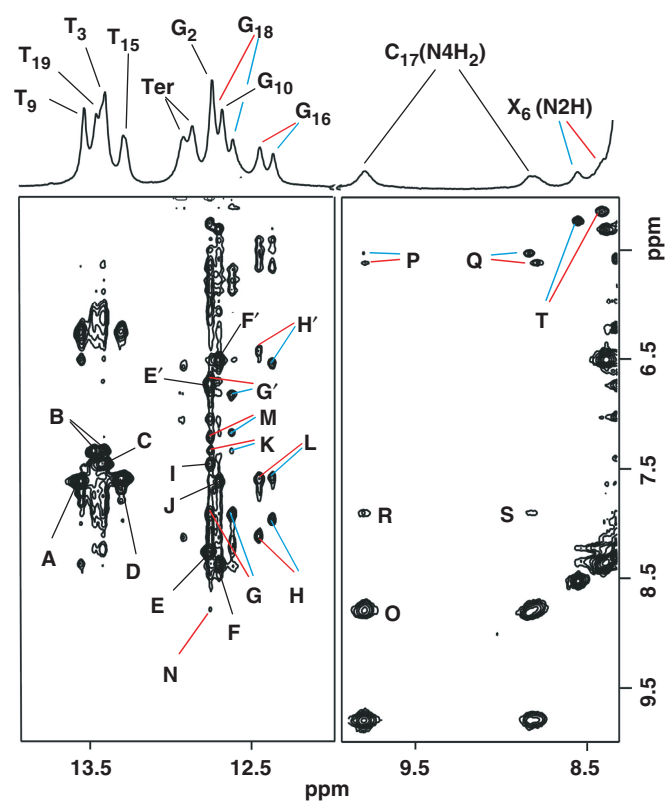 T₃
G₂
G₁₈
T₁₉
T₁₅
C₁₇(N4H₂)
T₉
Ter
G₁₀
X₆ (N2H)
G₁₆
ppm
P
Q
F′
H′
T
6.5
E′
G′
B
M
C
K
L
I
7.5
J
R
S
A
D
8.5
E
G
H
O
F
N
9.5
13.5
12.5
9.5
8.5
ppm